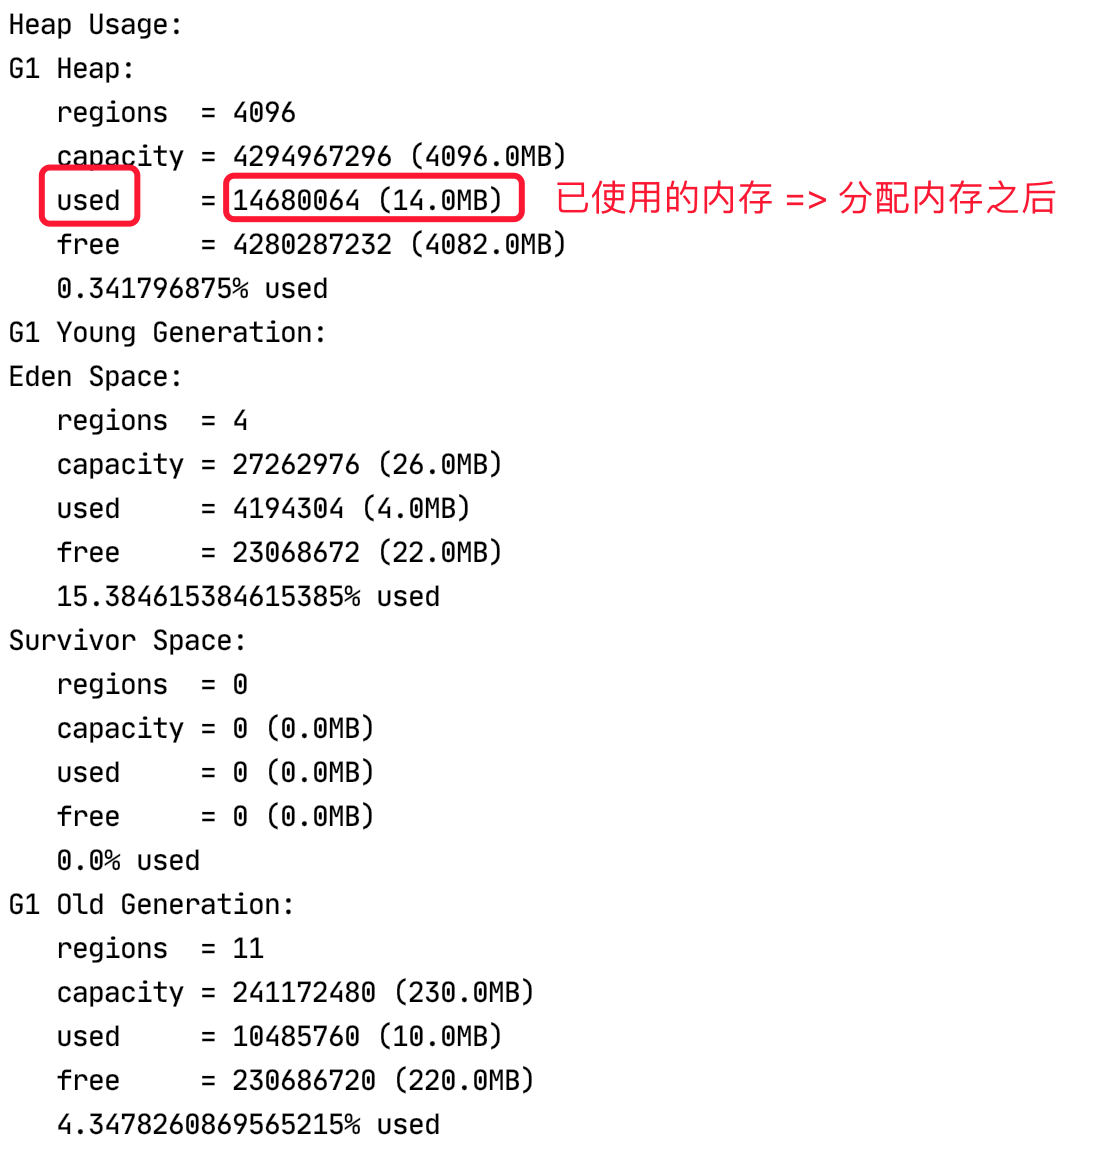 Heap Usage:
G1 Heap:
   regions  = 4096
   capacity = 4294967296 (4096.0MB)
   used     = 14680064 (14.0MB) 已使用的内存 => 分配内存之后
   free     = 4280287232 (4082.0MB)
   0.341796875% used
G1 Young Generation:
Eden Space:
   regions  = 4
   capacity = 27262976 (26.0MB)
   used     = 4194304 (4.0MB)
   free     = 23068672 (22.0MB)
   15.384615384615385% used
Survivor Space:
   regions  = 0
   capacity = 0 (0.0MB)
   used     = 0 (0.0MB)
   free     = 0 (0.0MB)
   0.0% used
G1 Old Generation:
   regions  = 11
   capacity = 241172480 (230.0MB)
   used     = 10485760 (10.0MB)
   free     = 230686720 (220.0MB)
   4.3478260869565215% used